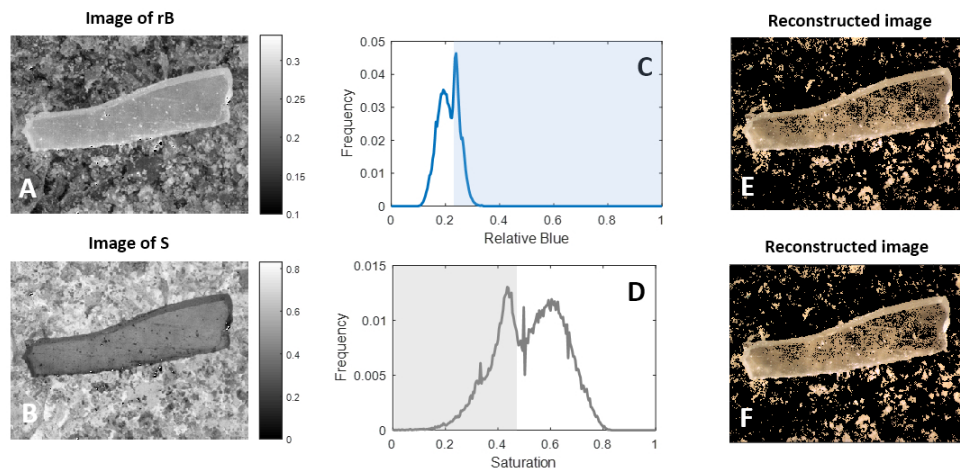 Image of rB
0.3
0.25
0.2
0.15
0.1
A
Image of S
0.8
0.6
0.4
0.2
0
B
0.05
0.04
0.03
0.02
0.01
0
Frequency
C
0 0.2 0.4 0.6 0.8 1
Relative Blue
0.015
0.01
0.005
0
Frequency
D
0 0.2 0.4 0.6 0.8 1
Saturation
Reconstructed image
E
Reconstructed image
F